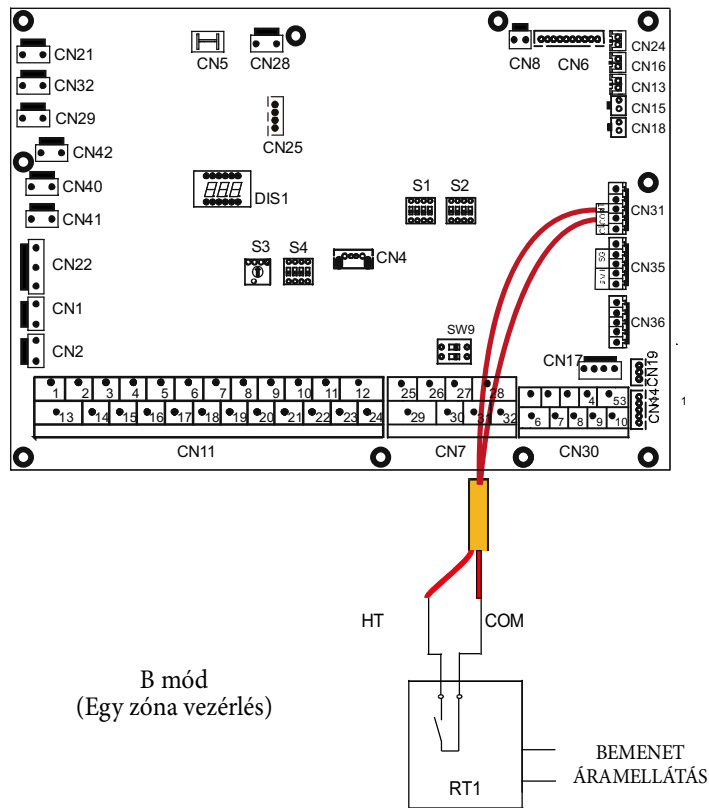 CN21
CN5
CN28
CN8
CN6
CN24
CN32
CN16
CN13
CN29
CN15
CN25
CN18
CN42
CN40
DIS1
S1
S2
CN41
CN31
COM
CN22
S3
S4
CN4
SG
CN35
CN1
SW9
CN36
CN2
CN17
CN19
1 2 3 4 5 6 7 8 9 10 11 12
25 26 27 28
4 53
CN14
1
13 14 15 16 17 18 19 20 21 22 23 24
29 30 31 32
6 7 8 9 10
CN11
CN7
CN30
HT
COM
B mód
(Egy zóna vezérlés)
BEMENET
ÁRAMELLÁTÁS
RT1